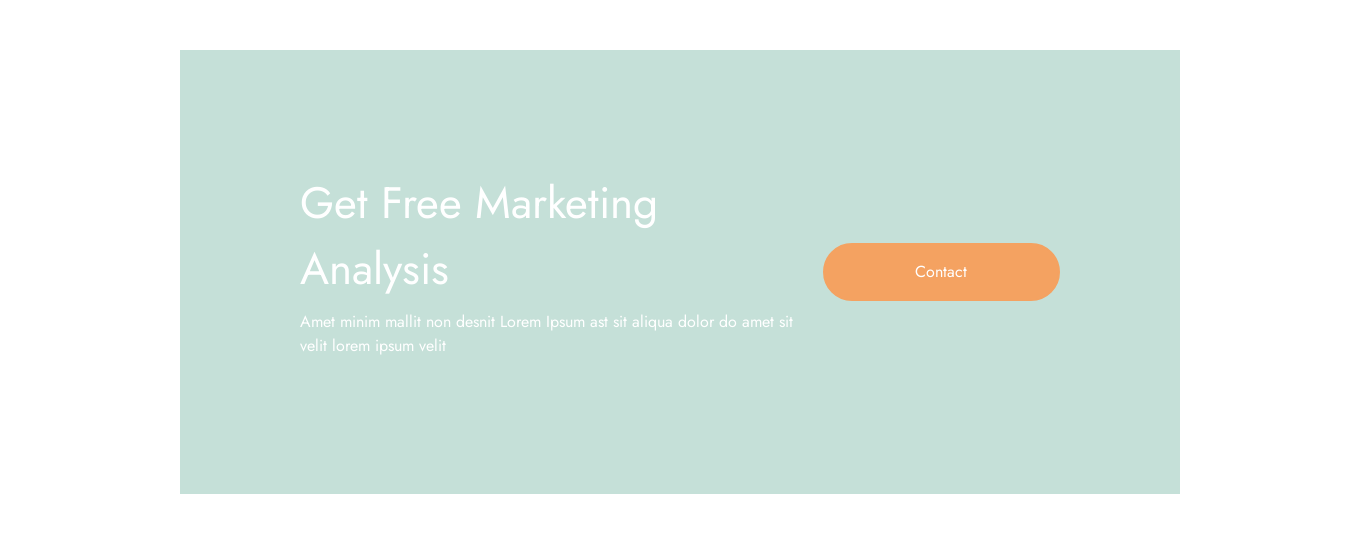 Get Free Marketing
Analysis
Amet minim mallit non desnit Lorem Ipsum ast sit aliqua dolor do amet sit
velit lorem ipsum velit
Contact